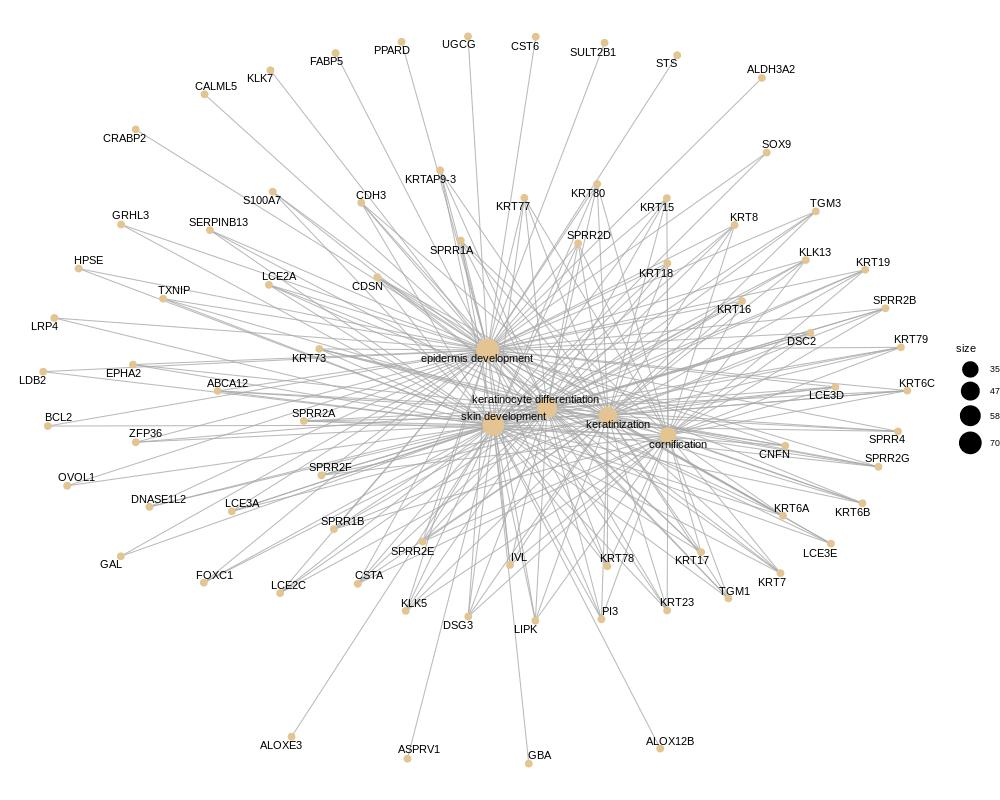 UGCG
CST6
PPARD
SULT2B1
FABP5
STS
KLK7
ALDH3A2
CALML5
CRABP2
SOX9
KRTAP9-3
KRT80
CDH3
S100A7
KRT77
KRT15
TGM3
GRHL3
KRT8
SERPINB13
SPRR2D
SPRR1A
KLK13
HPSE
KRT19
KRT18
LCE2A
CDSN
TXNIP
SPRR2B
KRT16
LRP4
DSC2
KRT79
size
epidermis development
KRT73
35
EPHA2
LDB2
ABCA12
KRT6C
47
LCE3D
keratinocyte differentiation
SPRR2A
58
BCL2
skin development
keratinization
ZFP36
SPRR4
70
cornification
CNFN
SPRR2G
SPRR2F
OVOL1
DNASE1L2
LCE3A
KRT6A
KRT6B
SPRR1B
SPRR2E
LCE3E
IVL
KRT78
KRT17
GAL
FOXC1
CSTA
KRT7
LCE2C
TGM1
KLK5
KRT23
PI3
DSG3
LIPK
ALOXE3
ALOX12B
ASPRV1
GBA